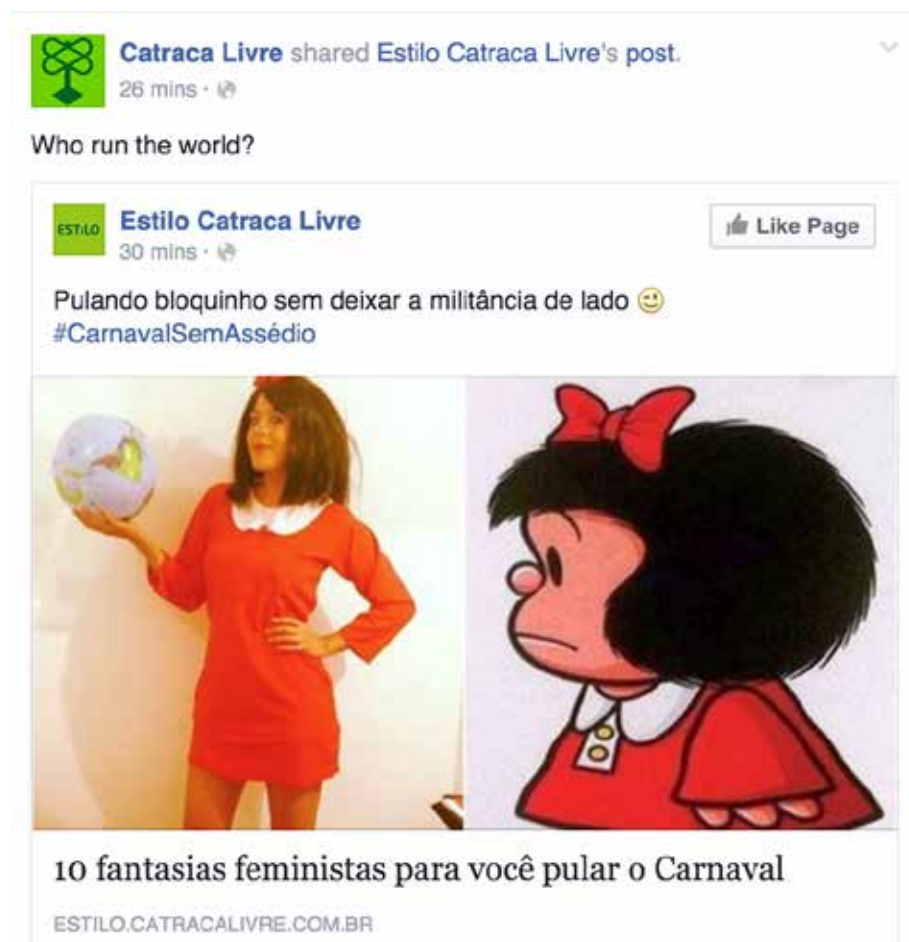 Catraca Livre shared Estilo Catraca Livre's post.
26 mins ·
Who run the world?
ESTILO
Estilo Catraca Livre
30 mins ·
Like Page
Pulando bloquinho sem deixar a militância de lado
#CarnavalSemAssédio
10 fantasias feministas para você pular o Carnaval
ESTILO.CATRACALIVRE.COM.BR